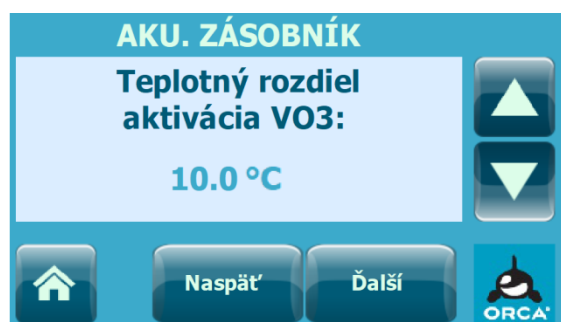 AKU. ZÁSOBNÍK
Teplotný rozdiel
aktivácia VO3:
10.0 °C
Naspäť
Ďalší
ORCA